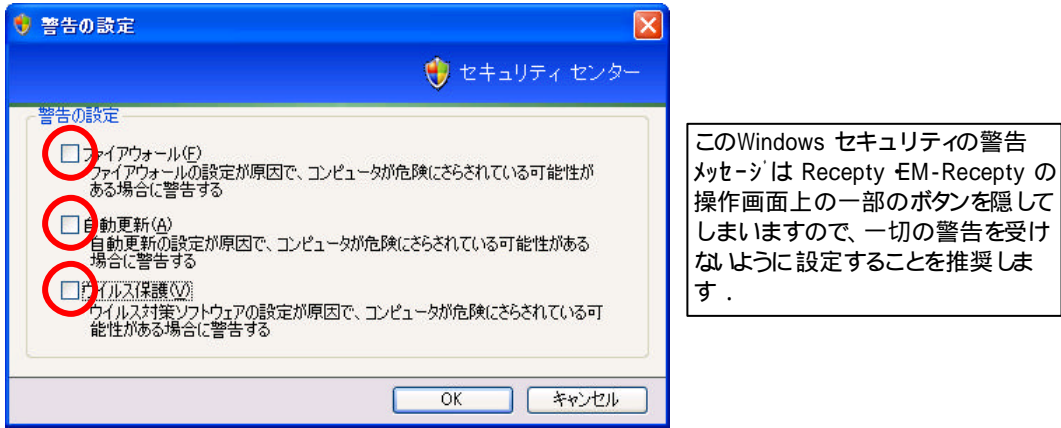 警告の設定
セキュリティ センター
警告の設定
ファイアウォール(F)
ファイアウォールの設定が原因で、コンピュータが危険にさらされている可能性が
ある場合に警告する
自動更新(A)
自動更新の設定が原因で、コンピュータが危険にさらされている可能性がある
場合に警告する
ウイルス保護(V)
ウイルス対策ソフトウェアの設定が原因で、コンピュータが危険にさらされている可
能性がある場合に警告する
OK
キャンセル
このWindows セキュリティの警告
メッセージは Recepty EM-Recepty の
操作画面上の一部のボタンを隠して
しまいますので、一切の警告を受け
ないように設定することを推奨しま
す .